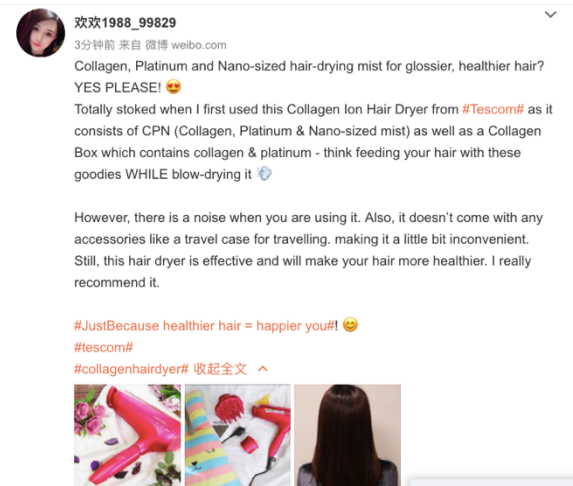 欢欢1988_99829
3分钟前 来自 微博 weibo.com
Collagen, Platinum and Nano-sized hair-drying mist for glossier, healthier hair?
YES PLEASE! 😍
Totally stoked when I first used this Collagen Ion Hair Dryer from #Tescom# as it
consists of CPN (Collagen, Platinum & Nano-sized mist) as well as a Collagen
Box which contains collagen & platinum - think feeding your hair with these
goodies WHILE blow-drying it 💨
However, there is a noise when you are using it. Also, it doesn't come with any
accessories like a travel case for travelling. making it a little bit inconvenient.
Still, this hair dryer is effective and will make your hair more healthier. I really
recommend it.
#JustBecause healthier hair = happier you#! 😊
#tescom#
#collagenhairdyer# 收起全文